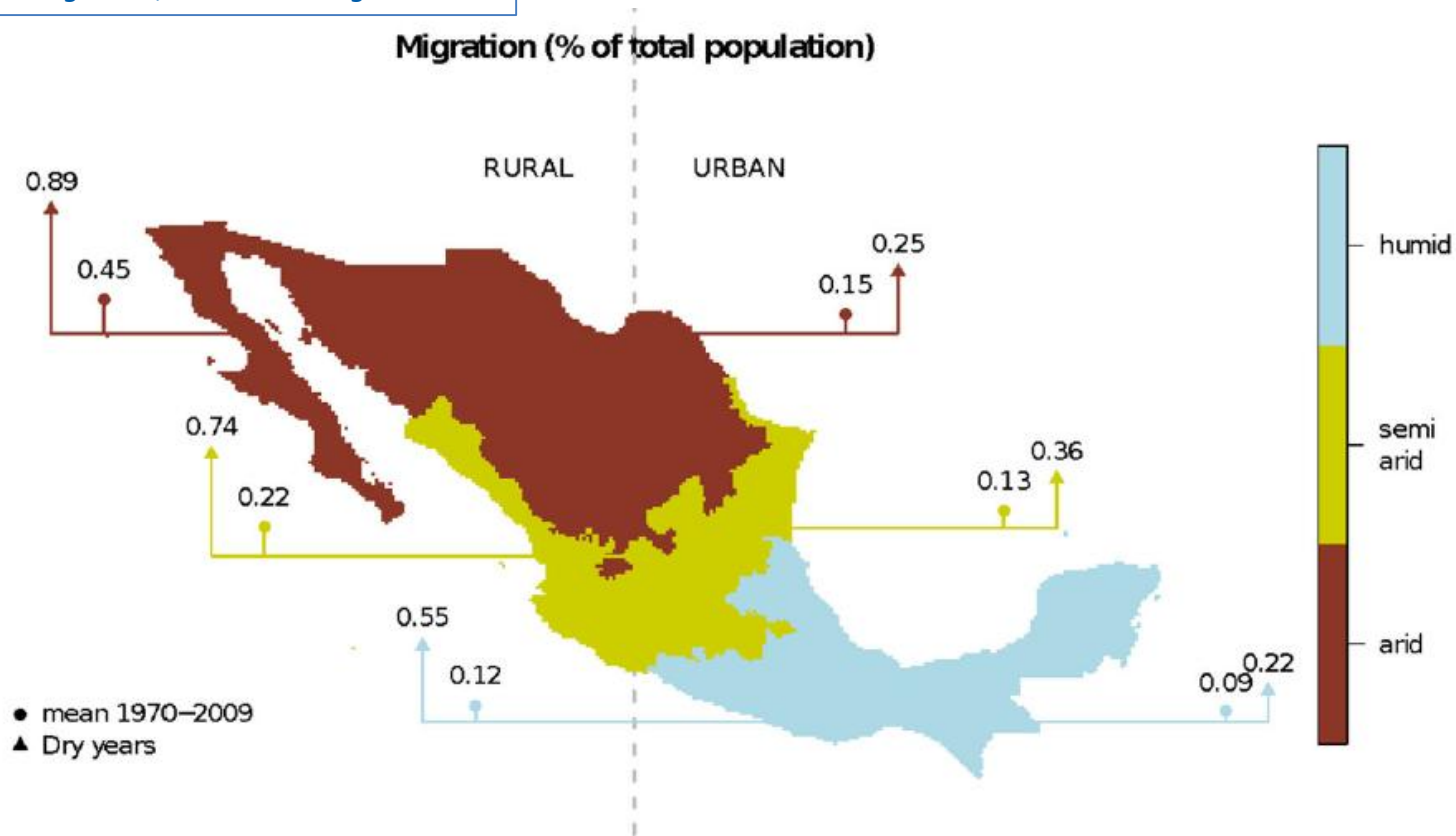 Migration (% of total population)
RURAL
URBAN
0.89
0.45
0.25
0.15
0.74
0.22
0.36
0.13
0.55
0.12
0.22
0.09
mean 1970–2009
Dry years
humid
semi
arid
arid